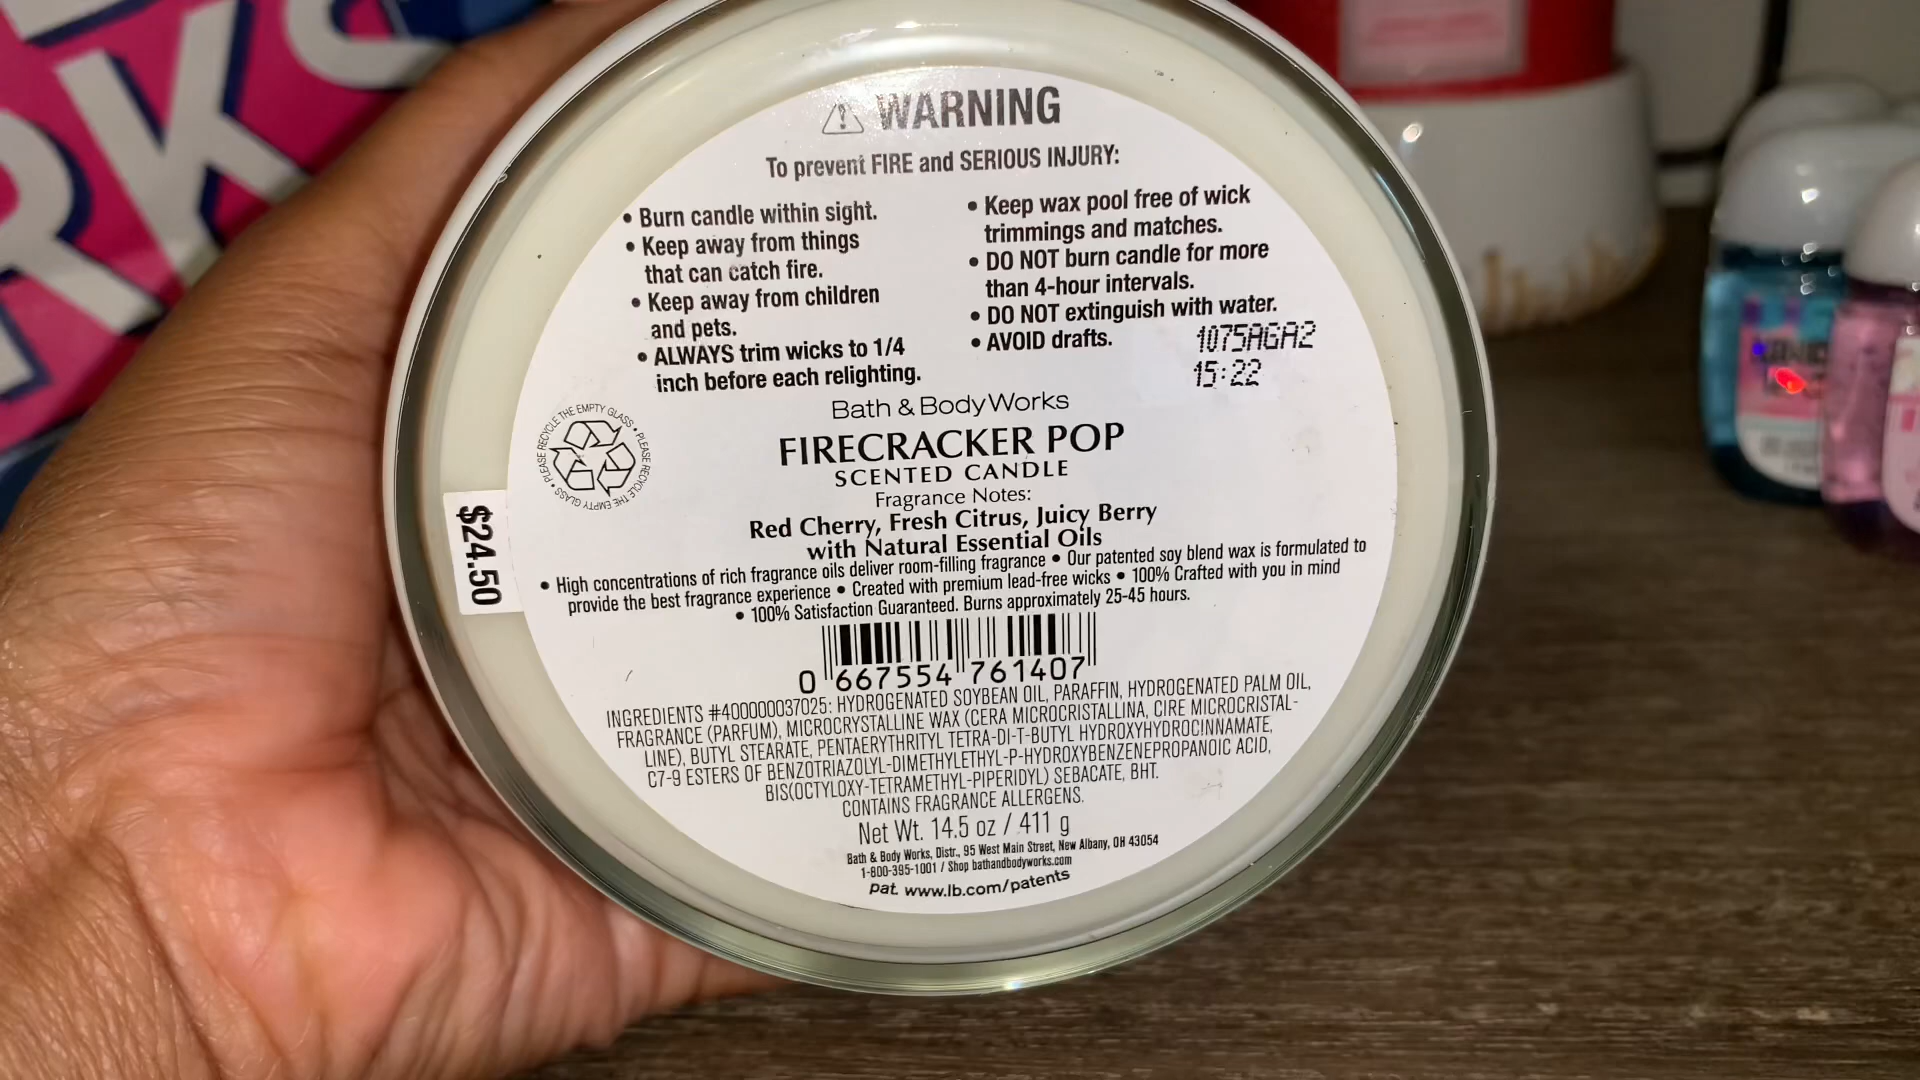 RKS
⚠ WARNING
To prevent FIRE and SERIOUS INJURY:
• Burn candle within sight.
• Keep away from things
that can catch fire.
• Keep away from children
and pets.
• ALWAYS trim wicks to 1/4
inch before each relighting.
• Keep wax pool free of wick
trimmings and matches.
• DO NOT burn candle for more
than 4-hour intervals.
• DO NOT extinguish with water.
• AVOID drafts.
1075AGA2
15:22
PLEASE RECYCLE THE EMPTY GLASS • PLEASE RECYCLE THE EMPTY GLASS •
$24.50
Bath & Body Works
FIRECRACKER POP
SCENTED CANDLE
Fragrance Notes:
Red Cherry, Fresh Citrus, Juicy Berry
with Natural Essential Oils
• High concentrations of rich fragrance oils deliver room-filling fragrance • Our patented soy blend wax is formulated to
provide the best fragrance experience • Created with premium lead-free wicks • 100% Crafted with you in mind
• 100% Satisfaction Guaranteed. Burns approximately 25-45 hours.
0 667554 761407
INGREDIENTS #400000037025: HYDROGENATED SOYBEAN OIL, PARAFFIN, HYDROGENATED PALM OIL,
FRAGRANCE (PARFUM), MICROCRYSTALLINE WAX (CERA MICROCRISTALLINA, CIRE MICROCRISTAL-
LINE), BUTYL STEARATE, PENTAERYTHRITYL TETRA-DI-T-BUTYL HYDROXYHYDROCINNAMATE,
C7-9 ESTERS OF BENZOTRIAZOLYL-DIMETHYLETHYL-P-HYDROXYBENZENEPROPANOIC ACID,
BIS(OCTYLOXY-TETRAMETHYL-PIPERIDYL) SEBACATE, BHT.
CONTAINS FRAGRANCE ALLERGENS.
Net Wt. 14.5 oz / 411 g
Bath & Body Works, Distr., 95 West Main Street, New Albany, OH 43054
1-800-395-1001 / Shop bathandbodyworks.com
Pat. www.lb.com/patents